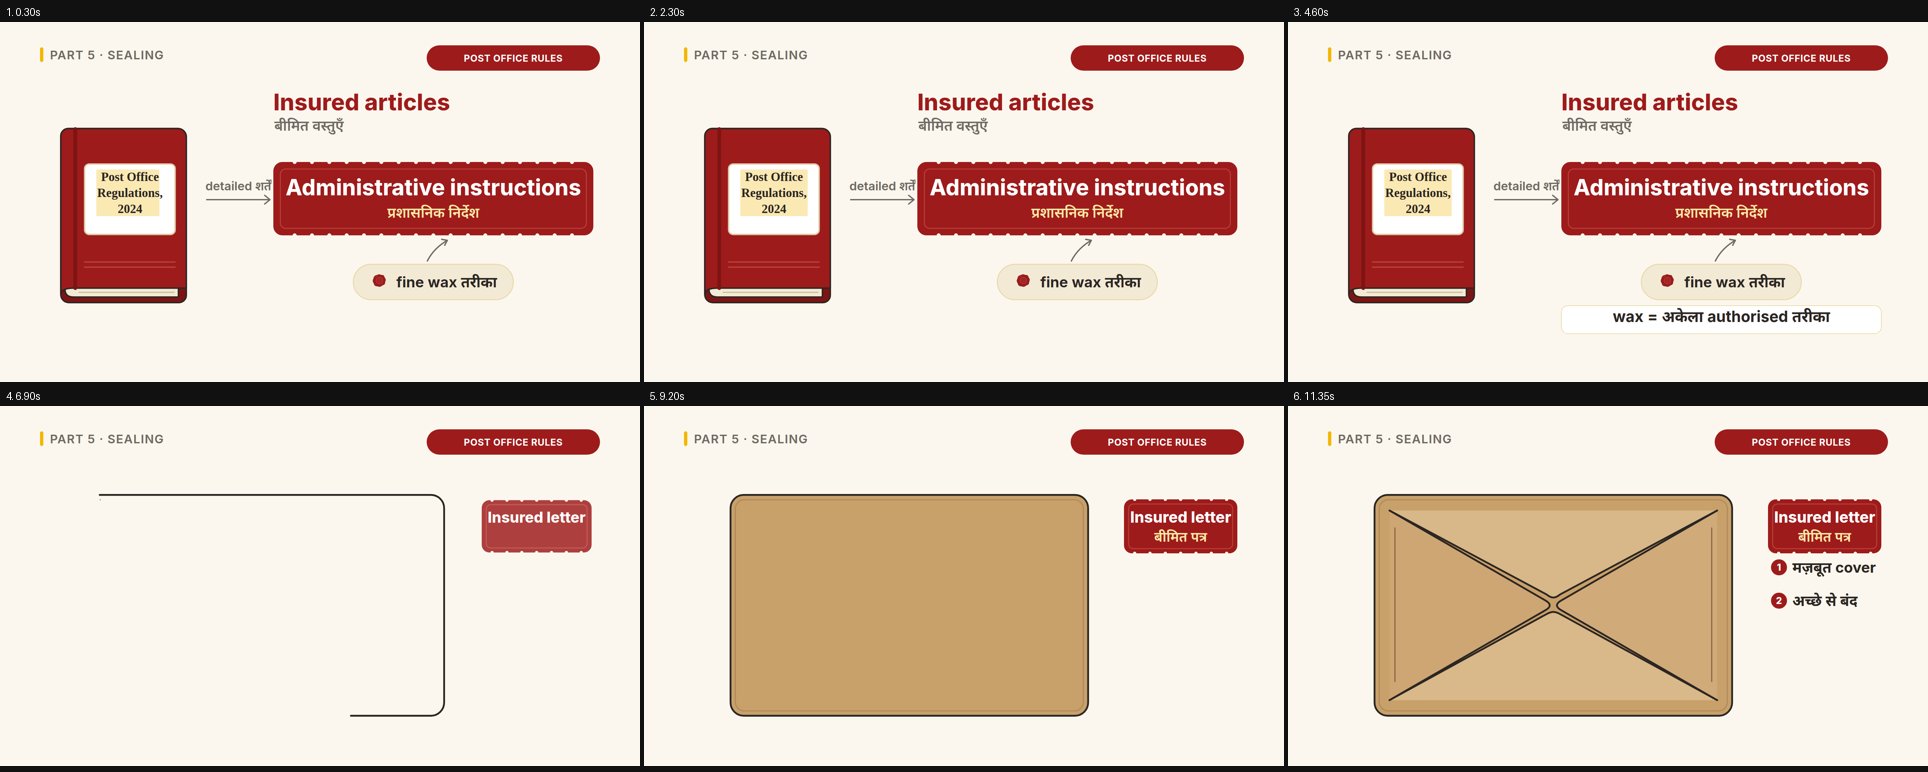 1. 0.30s
PART 5 · SEALING
POST OFFICE RULES
Insured articles
बीमित वस्तुएँ
Post Office
Regulations,
2024
detailed शर्तें
Administrative instructions
प्रशासनिक निर्देश
fine wax तरीका
2. 2.30s
PART 5 · SEALING
POST OFFICE RULES
Insured articles
बीमित वस्तुएँ
Post Office
Regulations,
2024
detailed शर्तें
Administrative instructions
प्रशासनिक निर्देश
fine wax तरीका
3. 4.60s
PART 5 · SEALING
POST OFFICE RULES
Insured articles
बीमित वस्तुएँ
Post Office
Regulations,
2024
detailed शर्तें
Administrative instructions
प्रशासनिक निर्देश
fine wax तरीका
wax = अकेला authorised तरीका
4. 6.90s
PART 5 · SEALING
POST OFFICE RULES
Insured letter
5. 9.20s
PART 5 · SEALING
POST OFFICE RULES
Insured letter
बीमित पत्र
6. 11.35s
PART 5 · SEALING
POST OFFICE RULES
Insured letter
बीमित पत्र
1 मज़बूत cover
2 अच्छे से बंद